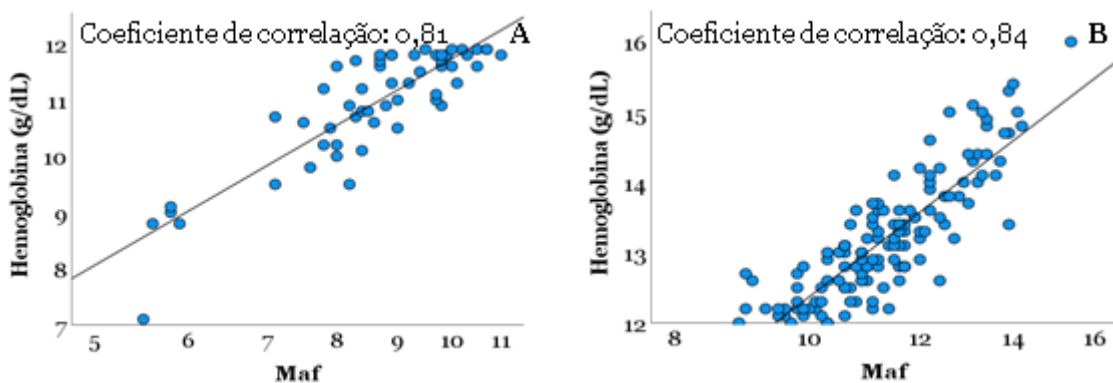 Coeficiente de correlação: 0,81 A
Hemoglobina (g/dL)
12
11
10
9
8
7
5 6 7 8 9 10 11
Maf
Coeficiente de correlação: 0,84 B
Hemoglobina (g/dL)
16
15
14
13
12
8 10 12 14 16
Maf